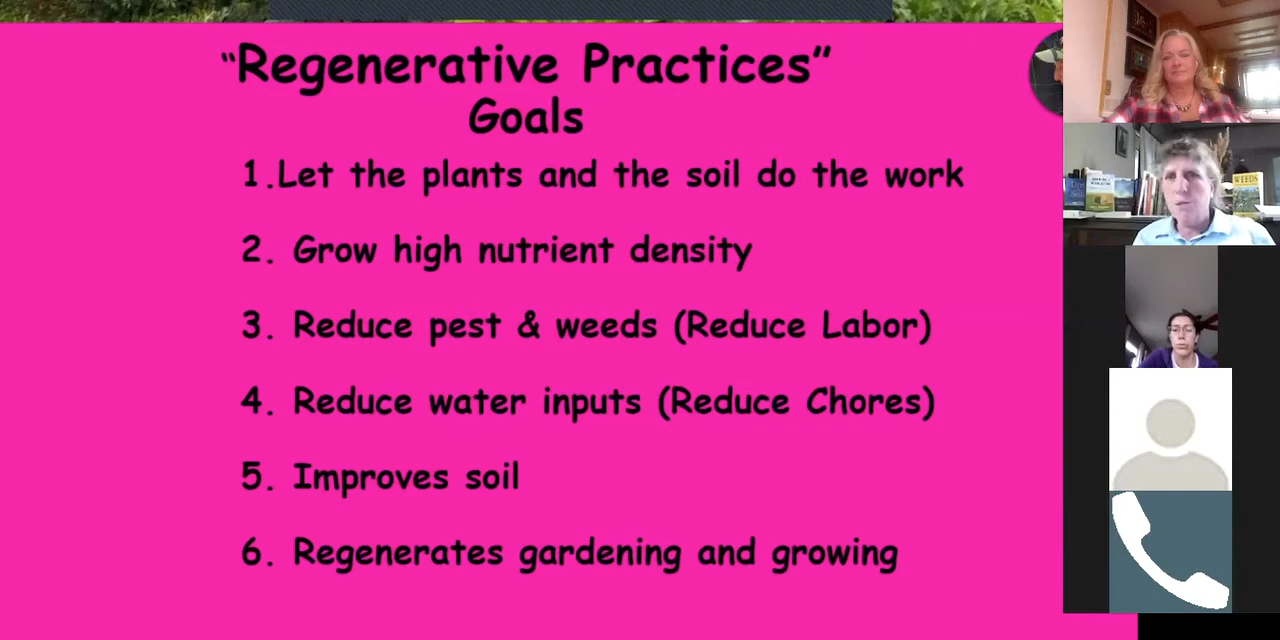 “Regenerative Practices”
Goals
1.Let the plants and the soil do the work
2. Grow high nutrient density
3. Reduce pest & weeds (Reduce Labor)
4. Reduce water inputs (Reduce Chores)
5. Improves soil
6. Regenerates gardening and growing
WEEDS